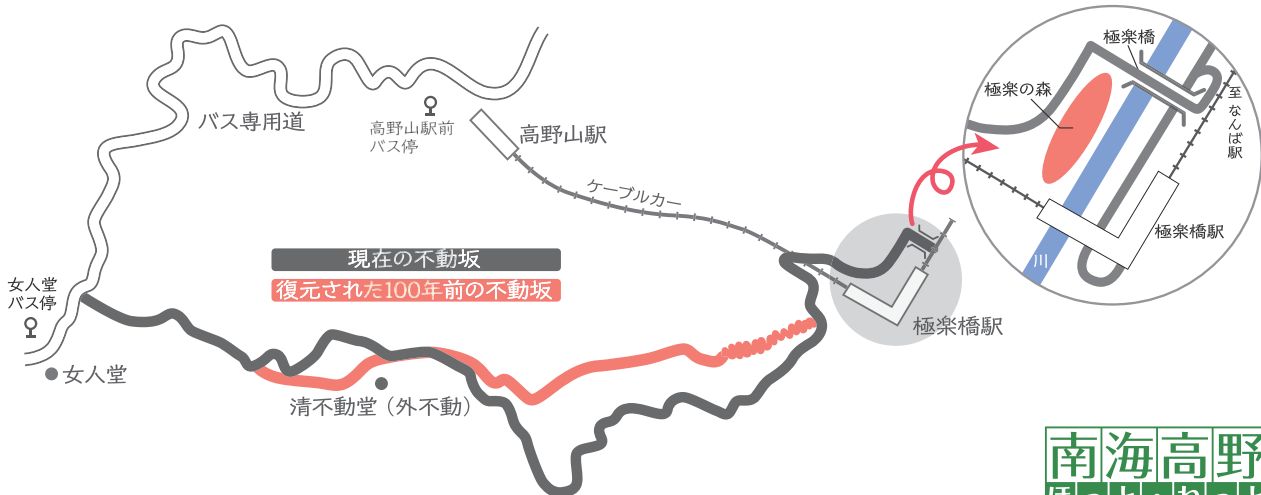 極楽橋
極楽の森
至 なんば駅
極楽橋駅
川
バス専用道
高野山駅前
バス停
高野山駅
ケーブルカー
現在の不動坂
復元された100年前の不動坂
女人堂
バス停
極楽橋駅
女人堂
清不動堂(外不動)
南海高野